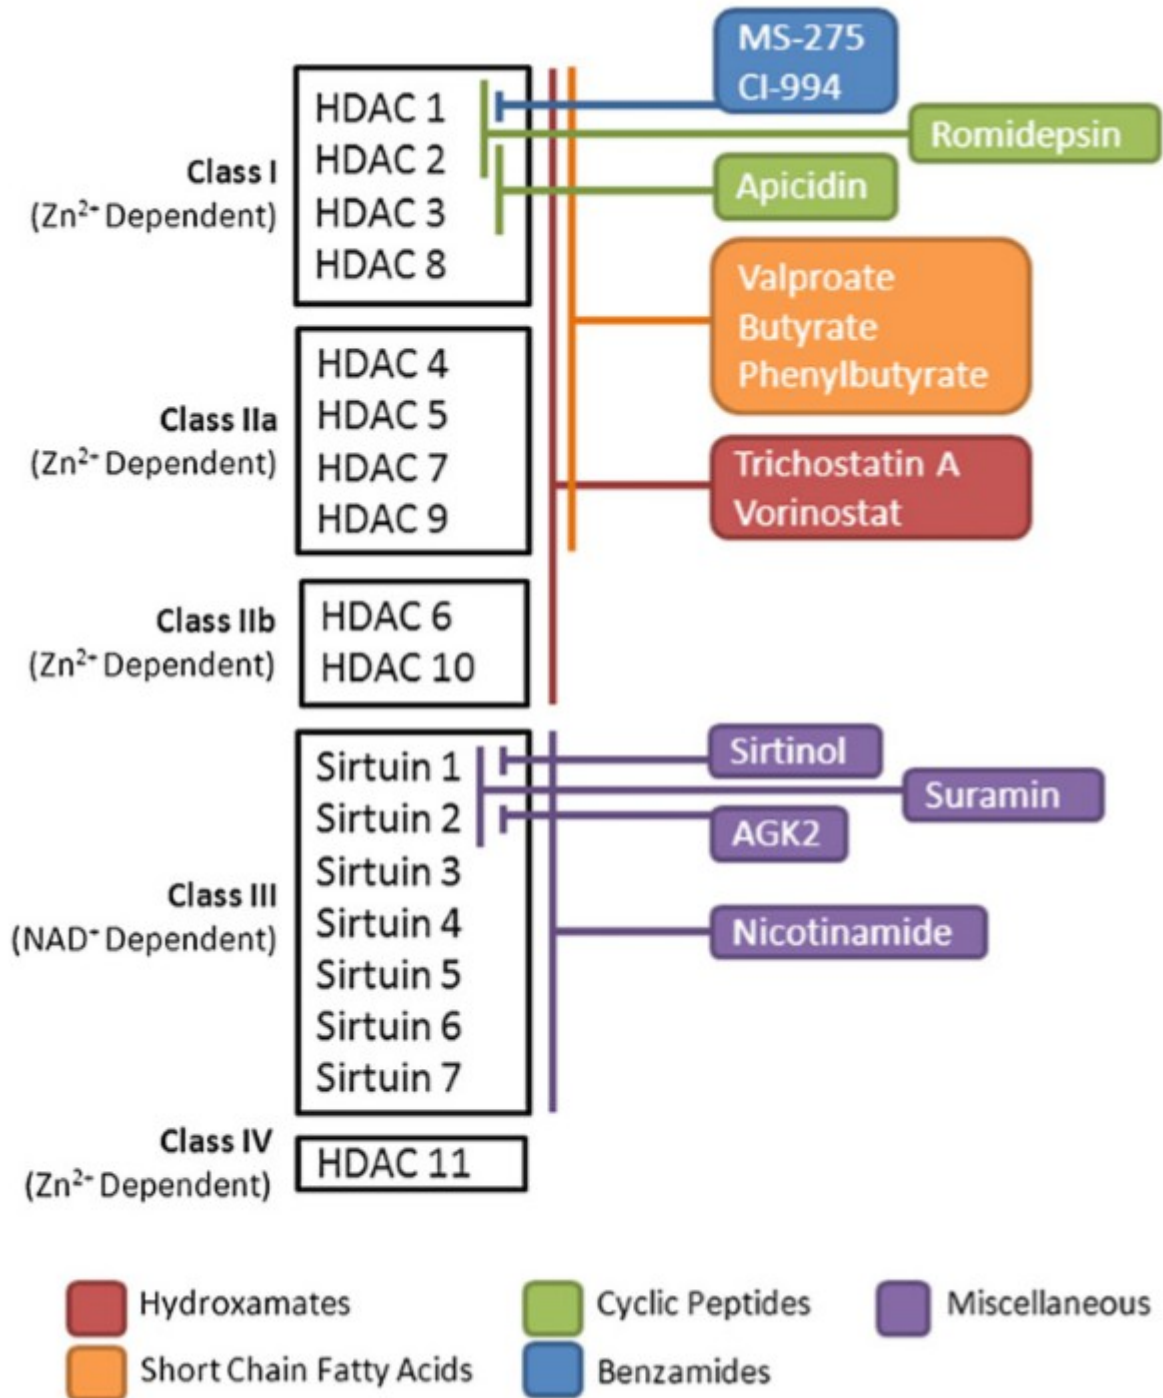 MS-275
CI-994
Romidepsin
Apicidin
Valproate
Butyrate
Phenylbutyrate
Trichostatin A
Vorinostat
Class I
(Zn²⁺ Dependent)
HDAC 1
HDAC 2
HDAC 3
HDAC 8
Class IIa
(Zn²⁺ Dependent)
HDAC 4
HDAC 5
HDAC 7
HDAC 9
Class IIb
(Zn²⁺ Dependent)
HDAC 6
HDAC 10
Class III
(NAD⁺ Dependent)
Sirtuin 1
Sirtuin 2
Sirtuin 3
Sirtuin 4
Sirtuin 5
Sirtuin 6
Sirtuin 7
Sirtinol
Suramin
AGK2
Nicotinamide
Class IV
(Zn²⁺ Dependent)
HDAC 11
Hydroxamates
Cyclic Peptides
Miscellaneous
Short Chain Fatty Acids
Benzamides